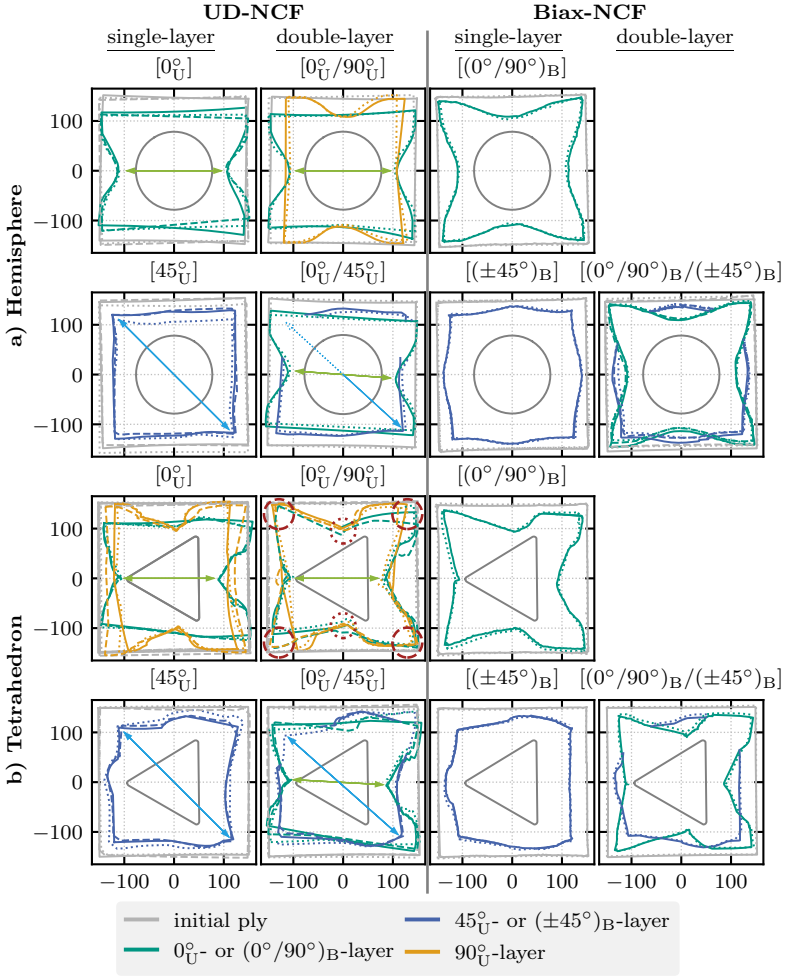 UD-NCF Biax-NCF
single-layer double-layer single-layer double-layer
[0°U] [0°U/90°U] [(0°/90°)B]
100
0
−100
a) Hemisphere
[45°U] [0°U/45°U] [(±45°)B] [(0°/90°)B/(±45°)B]
100
0
−100
[0°U] [0°U/90°U] [(0°/90°)B]
100
0
−100
b) Tetrahedron
[45°U] [0°U/45°U] [(±45°)B] [(0°/90°)B/(±45°)B]
100
0
−100
−100 0 100 −100 0 100 −100 0 100 −100 0 100
initial ply 45°U- or (±45°)B-layer
0°U- or (0°/90°)B-layer 90°U-layer